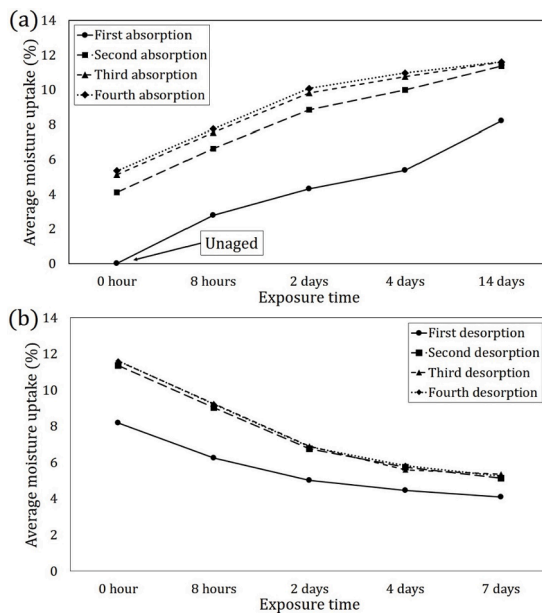 (a)
14
12
10
8
6
4
2
0
Average moisture uptake (%)
First absorption
Second absorption
Third absorption
Fourth absorption
Unaged
0 hour 8 hours 2 days 4 days 14 days
Exposure time
(b)
14
12
10
8
6
4
2
0
Average moisture uptake (%)
First desorption
Second desorption
Third desorption
Fourth desorption
0 hour 8 hours 2 days 4 days 7 days
Exposure time